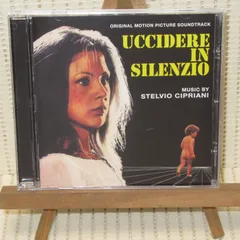 ORIGINAL MOTION PICTURE SOUNDTRACK
UCCIDERE
IN
SILENZIO
MUSIC BY
STELVIO CIPRIANI